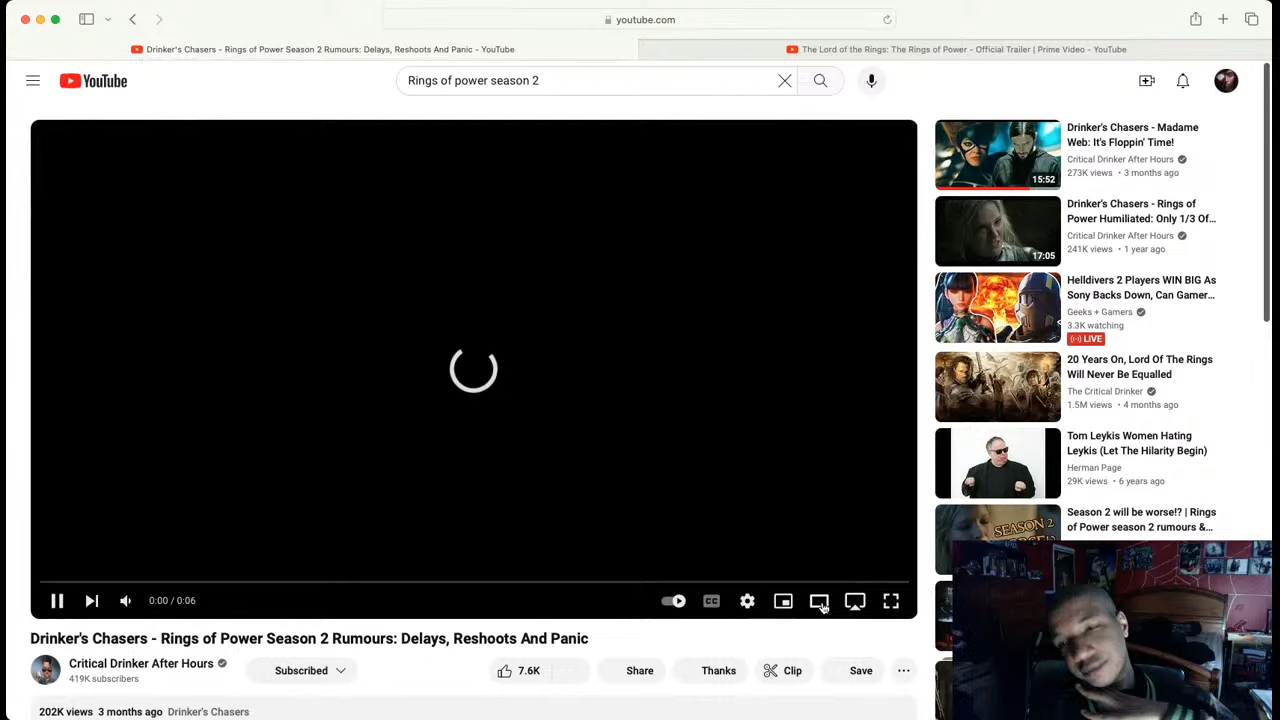 youtube.com
Drinker's Chasers - Rings of Power Season 2 Rumours: Delays, Reshoots And Panic - YouTube
The Lord of the Rings: The Rings of Power - Official Trailer | Prime Video - YouTube
YouTube
Rings of power season 2
Drinker's Chasers - Madame
Web: It's Floppin' Time!
Critical Drinker After Hours
273K views • 3 months ago
15:52
Drinker's Chasers - Rings of
Power Humiliated: Only 1/3 Of...
Critical Drinker After Hours
241K views • 1 year ago
17:05
Helldivers 2 Players WIN BIG As
Sony Backs Down, Can Gamer...
Geeks + Gamers
3.3K watching
LIVE
20 Years On, Lord Of The Rings
Will Never Be Equalled
The Critical Drinker
1.5M views • 4 months ago
Tom Leykis Women Hating
Leykis (Let The Hilarity Begin)
Herman Page
29K views • 6 years ago
Season 2 will be worse!? | Rings
of Power season 2 rumours &...
SEASON 2
0:00 / 0:06
CC
Drinker's Chasers - Rings of Power Season 2 Rumours: Delays, Reshoots And Panic
Critical Drinker After Hours
419K subscribers
Subscribed
7.6K
Share
Thanks
Clip
Save
202K views 3 months ago Drinker's Chasers